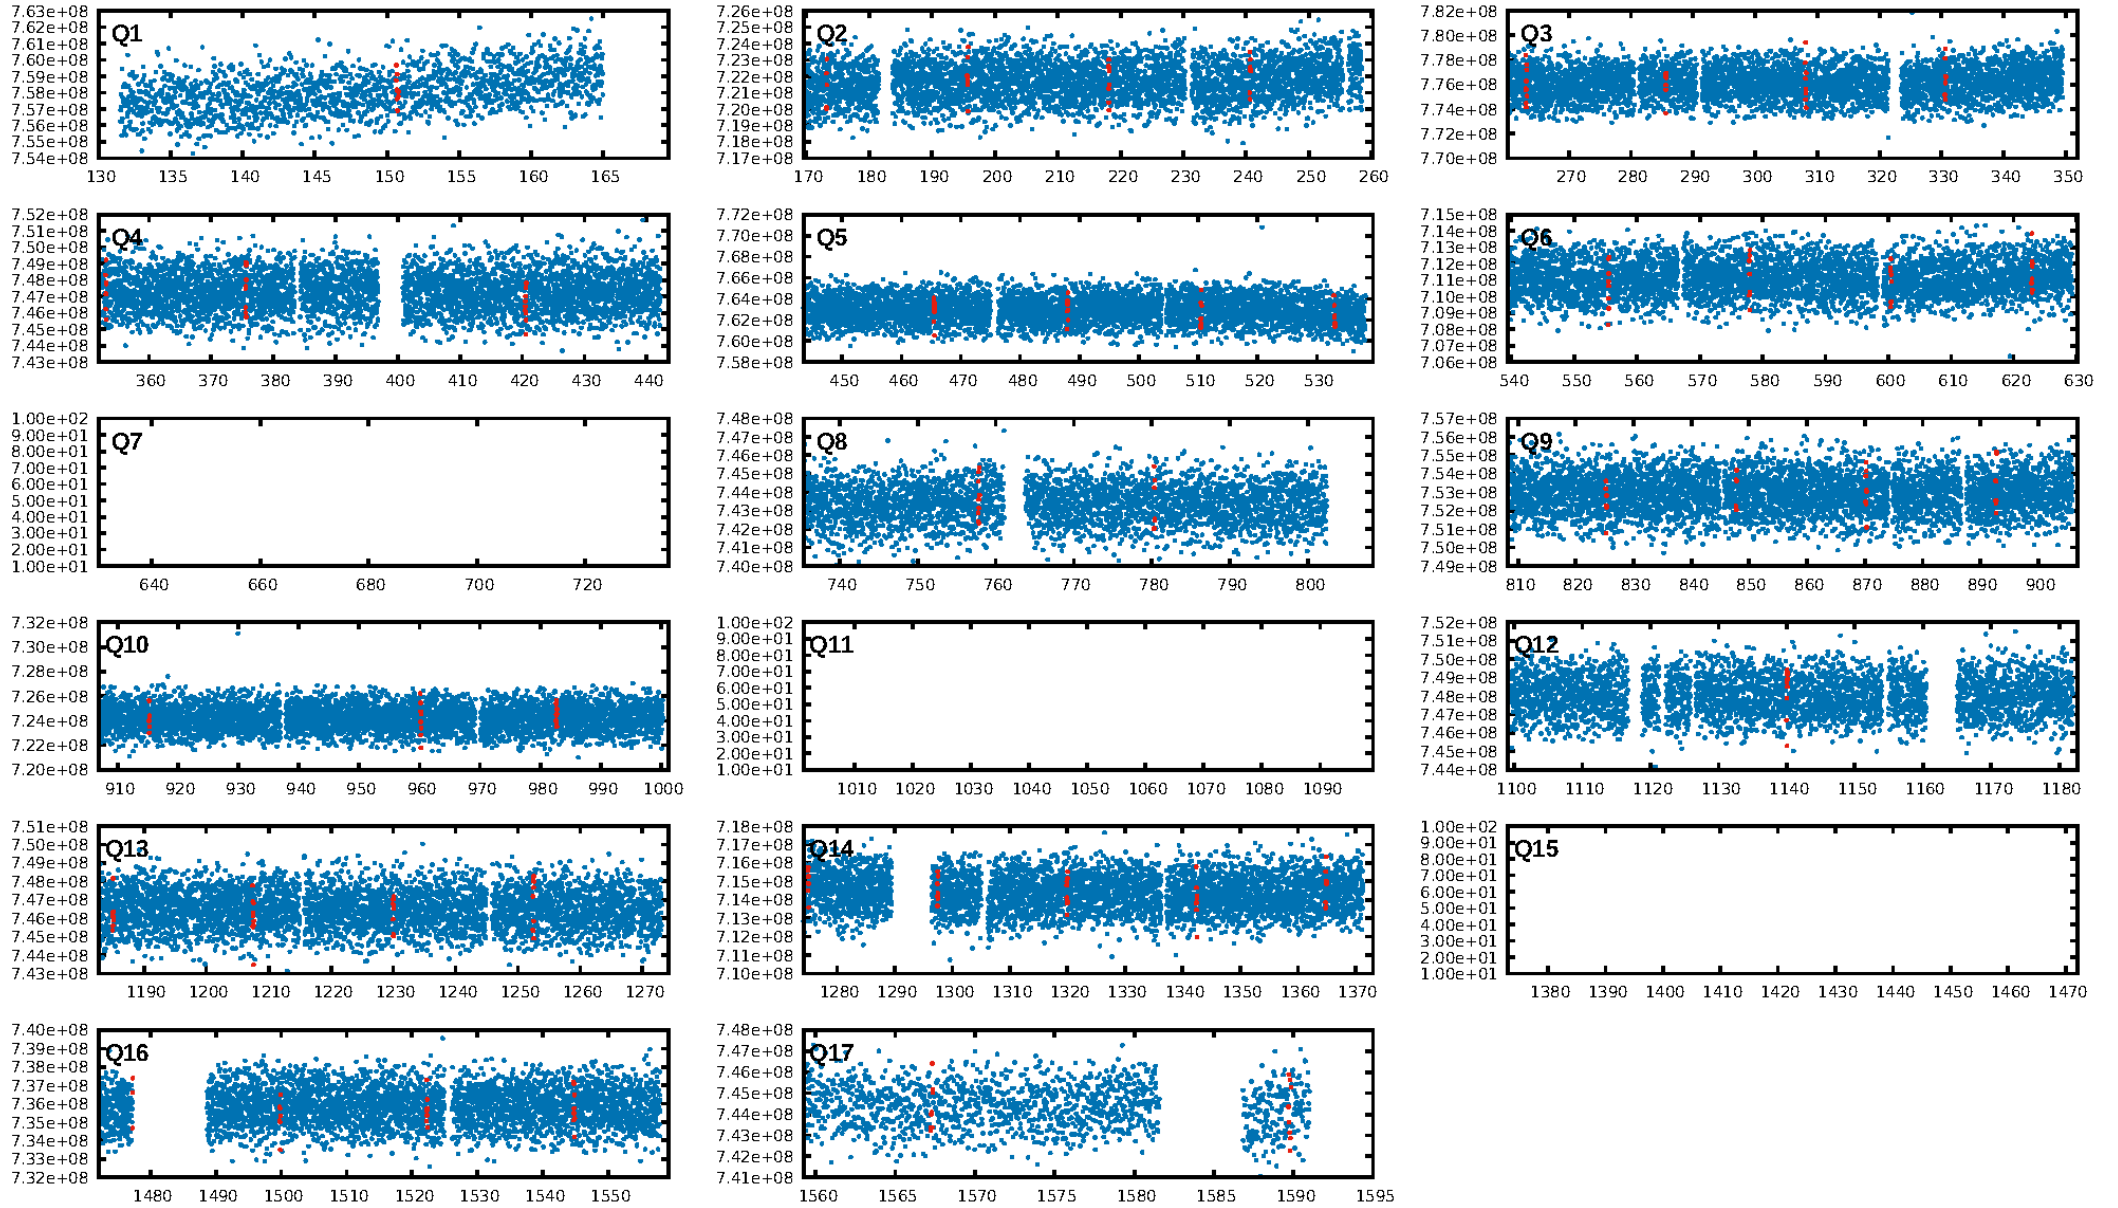 7.63e+08
7.62e+08
7.61e+08
7.60e+08
7.59e+08
7.58e+08
7.57e+08
7.56e+08
7.55e+08
7.54e+08
Q1
130 135 140 145 150 155 160 165
7.26e+08
7.25e+08
7.24e+08
7.23e+08
7.22e+08
7.21e+08
7.20e+08
7.19e+08
7.18e+08
7.17e+08
Q2
170 180 190 200 210 220 230 240 250 260
7.82e+08
7.80e+08
7.78e+08
7.76e+08
7.74e+08
7.72e+08
7.70e+08
Q3
270 280 290 300 310 320 330 340 350
7.52e+08
7.51e+08
7.50e+08
7.49e+08
7.48e+08
7.47e+08
7.46e+08
7.45e+08
7.44e+08
7.43e+08
Q4
360 370 380 390 400 410 420 430 440
7.72e+08
7.70e+08
7.68e+08
7.66e+08
7.64e+08
7.62e+08
7.60e+08
7.58e+08
Q5
450 460 470 480 490 500 510 520 530
7.15e+08
7.14e+08
7.13e+08
7.12e+08
7.11e+08
7.10e+08
7.09e+08
7.08e+08
7.07e+08
7.06e+08
Q6
540 550 560 570 580 590 600 610 620 630
1.00e+02
9.00e+01
8.00e+01
7.00e+01
6.00e+01
5.00e+01
4.00e+01
3.00e+01
2.00e+01
1.00e+01
Q7
640 660 680 700 720
7.48e+08
7.47e+08
7.46e+08
7.45e+08
7.44e+08
7.43e+08
7.42e+08
7.41e+08
7.40e+08
Q8
740 750 760 770 780 790 800
7.57e+08
7.56e+08
7.55e+08
7.54e+08
7.53e+08
7.52e+08
7.51e+08
7.50e+08
7.49e+08
Q9
810 820 830 840 850 860 870 880 890 900
7.32e+08
7.30e+08
7.28e+08
7.26e+08
7.24e+08
7.22e+08
7.20e+08
Q10
910 920 930 940 950 960 970 980 990 1000
1.00e+02
9.00e+01
8.00e+01
7.00e+01
6.00e+01
5.00e+01
4.00e+01
3.00e+01
2.00e+01
1.00e+01
Q11
1010 1020 1030 1040 1050 1060 1070 1080 1090
7.52e+08
7.51e+08
7.50e+08
7.49e+08
7.48e+08
7.47e+08
7.46e+08
7.45e+08
7.44e+08
Q12
1100 1110 1120 1130 1140 1150 1160 1170 1180
7.51e+08
7.50e+08
7.49e+08
7.48e+08
7.47e+08
7.46e+08
7.45e+08
7.44e+08
7.43e+08
Q13
1190 1200 1210 1220 1230 1240 1250 1260 1270
7.18e+08
7.17e+08
7.16e+08
7.15e+08
7.14e+08
7.13e+08
7.12e+08
7.11e+08
7.10e+08
Q14
1280 1290 1300 1310 1320 1330 1340 1350 1360 1370
1.00e+02
9.00e+01
8.00e+01
7.00e+01
6.00e+01
5.00e+01
4.00e+01
3.00e+01
2.00e+01
1.00e+01
Q15
1380 1390 1400 1410 1420 1430 1440 1450 1460 1470
7.40e+08
7.39e+08
7.38e+08
7.37e+08
7.36e+08
7.35e+08
7.34e+08
7.33e+08
7.32e+08
Q16
1480 1490 1500 1510 1520 1530 1540 1550
7.48e+08
7.47e+08
7.46e+08
7.45e+08
7.44e+08
7.43e+08
7.42e+08
7.41e+08
Q17
1560 1565 1570 1575 1580 1585 1590 1595